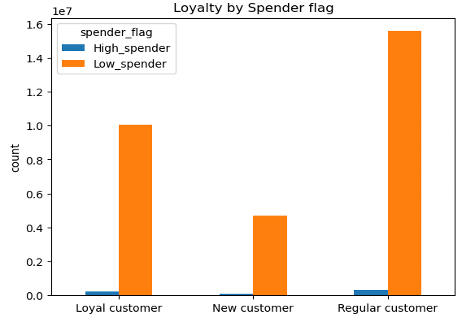 Loyalty by Spender flag
1e7
spender_flag
High_spender
Low_spender
1.6
1.4
1.2
1.0
0.8
0.6
0.4
0.2
0.0
count
Loyal customer
New customer
Regular customer